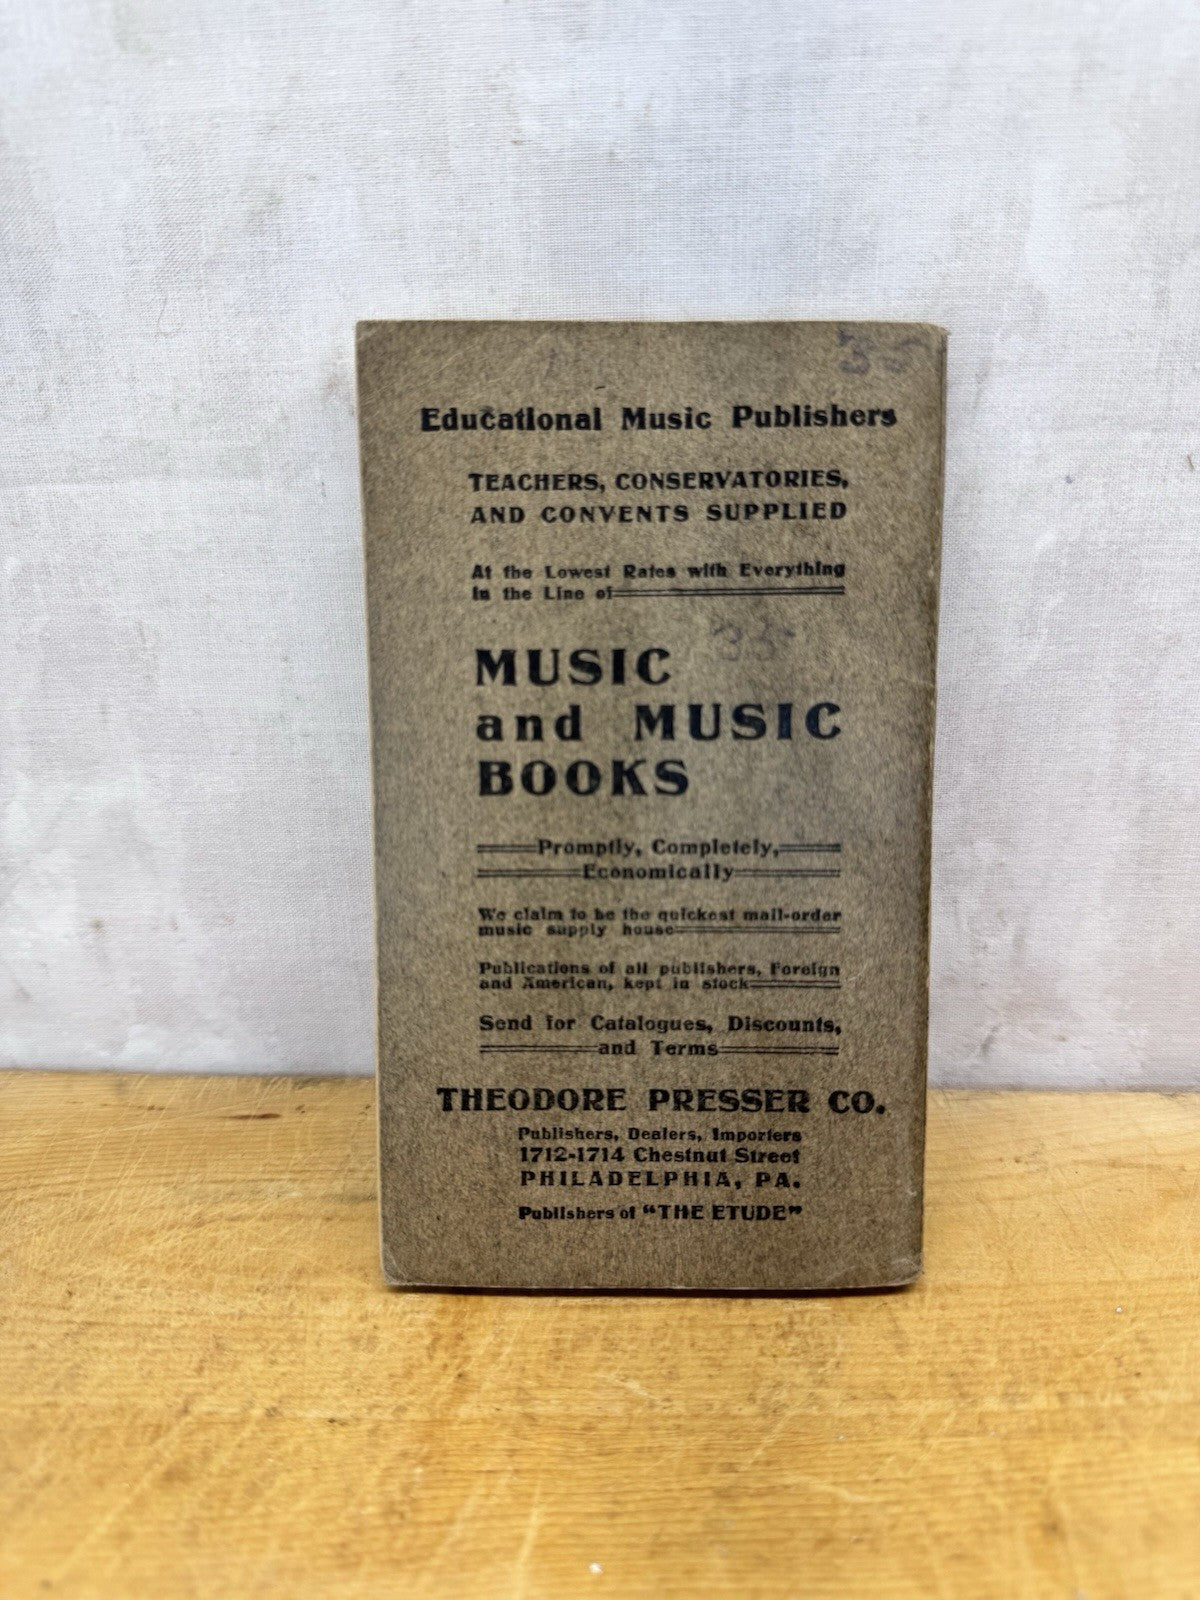 35
Educational Music Publishers
TEACHERS, CONSERVATORIES,
AND CONVENTS SUPPLIED
At the Lowest Rates with Everything
in the Line of
35
MUSIC
and MUSIC
BOOKS
Promptly, Completely,
Economically
We claim to be the quickest mail-order
music supply house
Publications of all publishers, Foreign
and American, kept in stock
Send for Catalogues, Discounts,
and Terms
THEODORE PRESSER CO.
Publishers, Dealers, Importers
1712-1714 Chestnut Street
PHILADELPHIA, PA.
Publishers of "THE ETUDE"